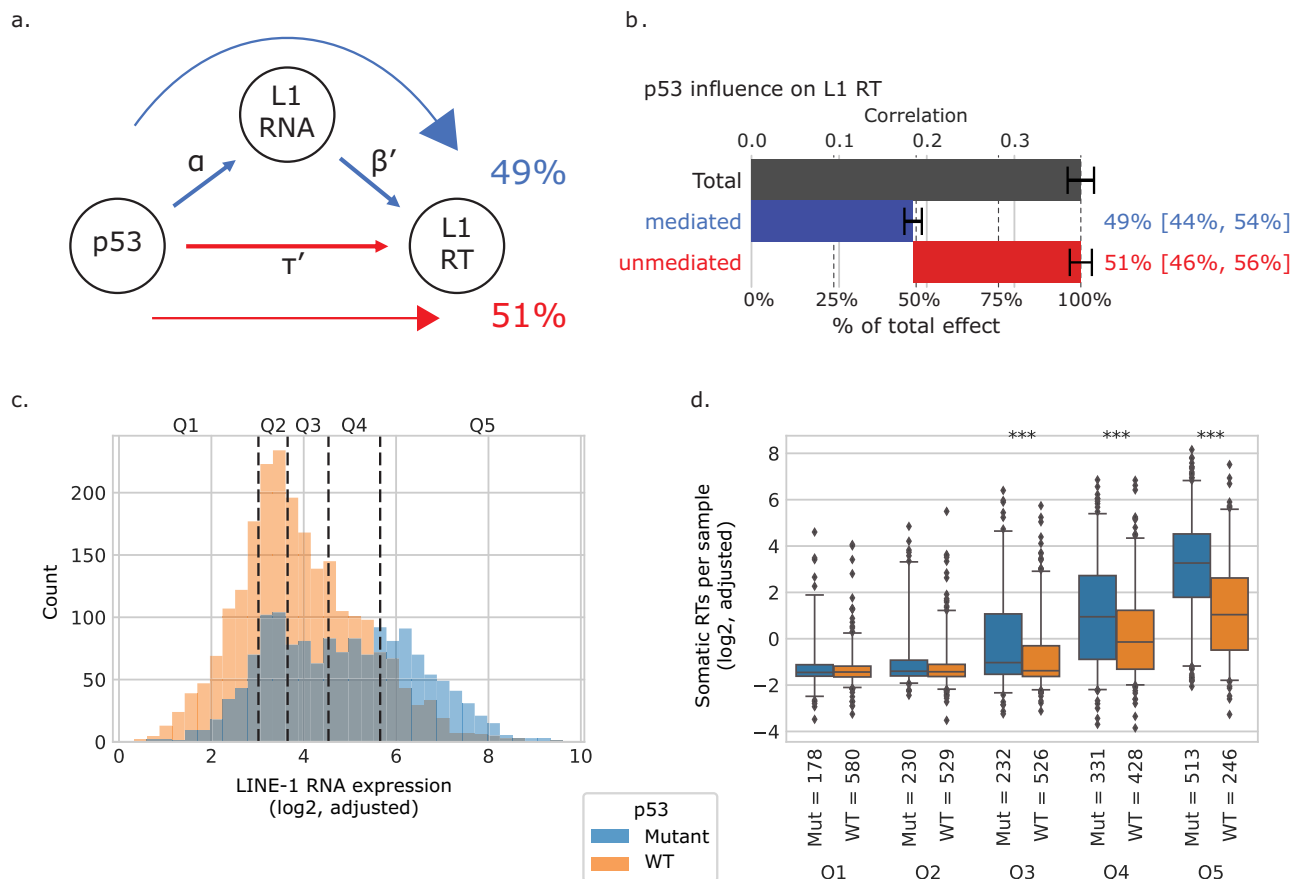 a.
L1
RNA
α
β′
49%
p53
L1
RT
τ′
51%
b.
p53 influence on L1 RT
Correlation
0.0 0.1 0.2 0.3
Total
mediated 49% [44%, 54%]
unmediated 51% [46%, 56%]
0% 25% 50% 75% 100%
% of total effect
c.
Q1 Q2 Q3 Q4 Q5
Count
200
150
100
50
0
0 2 4 6 8 10
LINE-1 RNA expression
(log2, adjusted)
p53
Mutant
WT
d.
*** *** ***
Somatic RTs per sample
(log2, adjusted)
8
6
4
2
0
−2
−4
Mut = 178
WT = 580
Mut = 230
WT = 529
Mut = 232
WT = 526
Mut = 331
WT = 428
Mut = 513
WT = 246
Q1 Q2 Q3 Q4 Q5